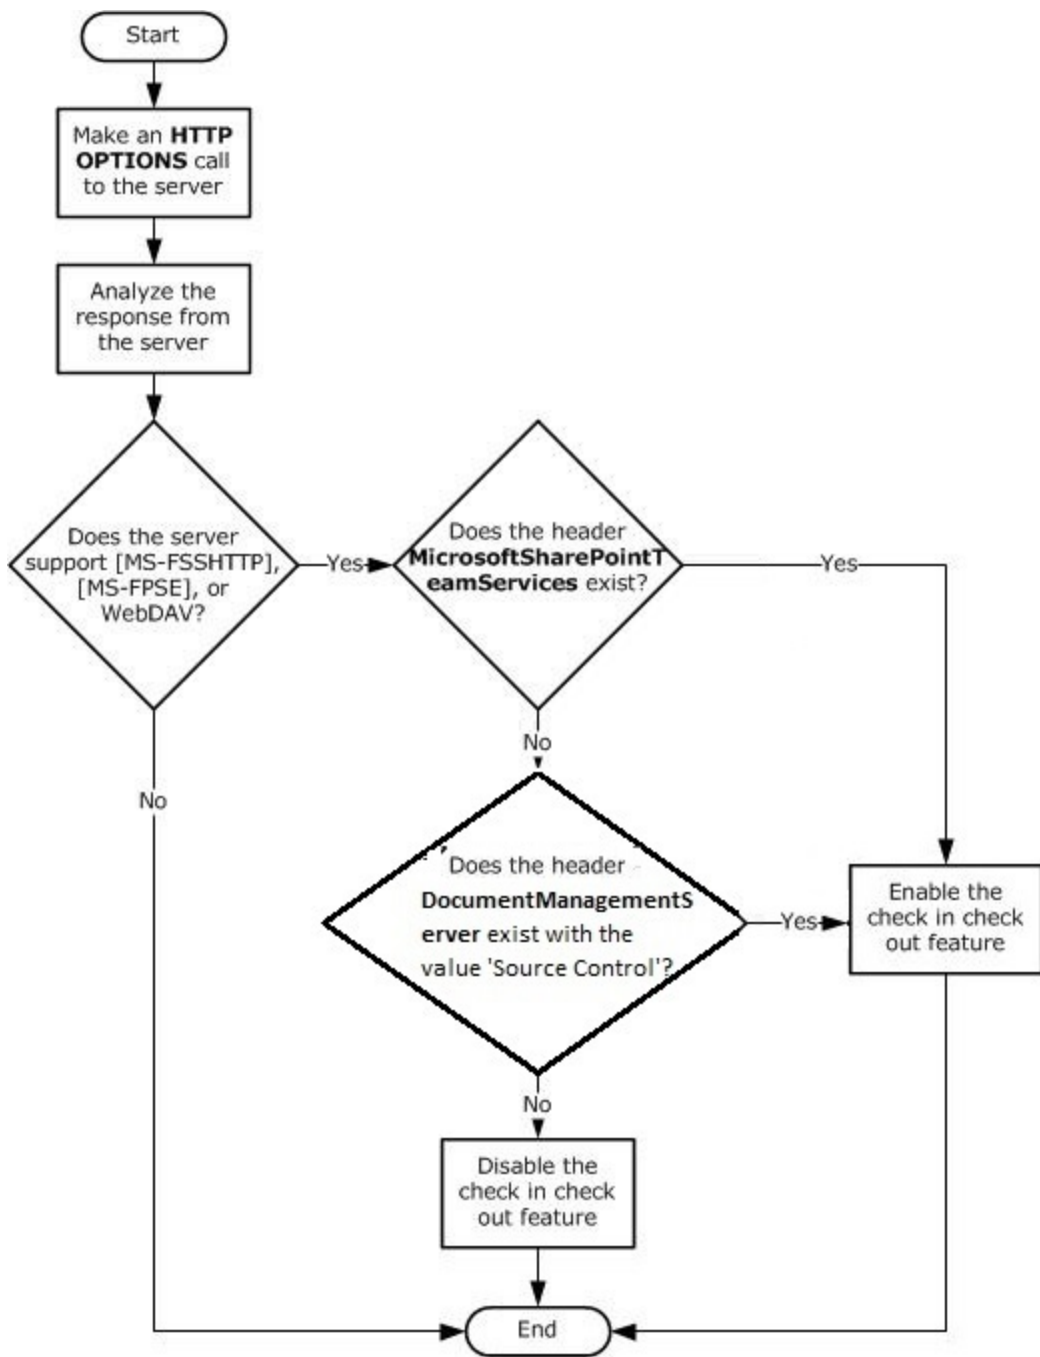 Start
Make an HTTP
OPTIONS call
to the server
Analyze the
response from
the server
Does the server
support [MS-FSSHTTP],
[MS-FPSE], or
WebDAV?
Yes
Does the header
MicrosoftSharePointT
eamServices exist?
Yes
No
No
Does the header
DocumentManagementS
erver exist with the
value 'Source Control'?
Yes
Enable the
check in check
out feature
No
Disable the
check in check
out feature
End